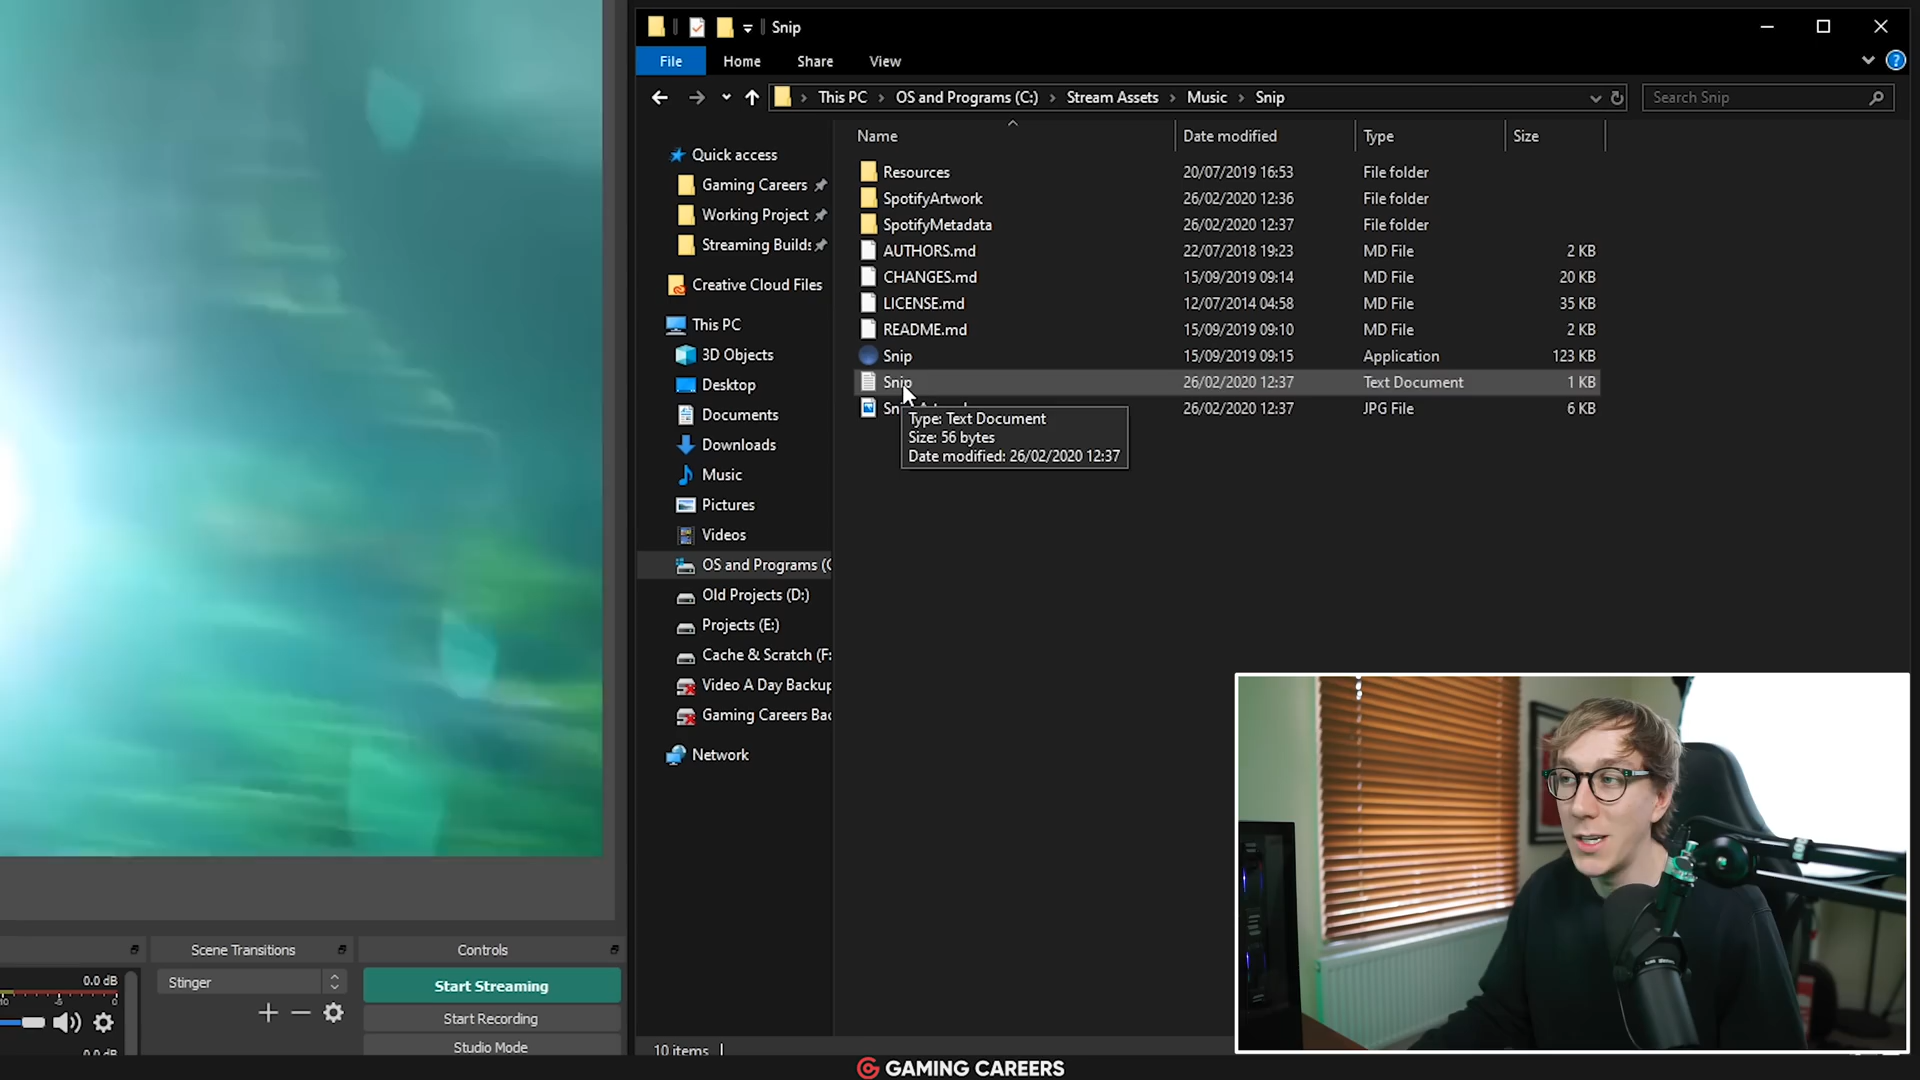 Snip
File Home Share View
This PC OS and Programs (C:) Stream Assets Music Snip
Search Snip
Name Date modified Type Size
Quick access
Gaming Careers
Working Project
Streaming Builds
Creative Cloud Files
This PC
3D Objects
Desktop
Documents
Downloads
Music
Pictures
Videos
OS and Programs (C
Old Projects (D:)
Projects (E:)
Cache & Scratch (F:
Video A Day Backup
Gaming Careers Bac
Network
Resources 20/07/2019 16:53 File folder
SpotifyArtwork 26/02/2020 12:36 File folder
SpotifyMetadata 26/02/2020 12:37 File folder
AUTHORS.md 22/07/2018 19:23 MD File 2 KB
CHANGES.md 15/09/2019 09:14 MD File 20 KB
LICENSE.md 12/07/2014 04:58 MD File 35 KB
README.md 15/09/2019 09:10 MD File 2 KB
Snip 15/09/2019 09:15 Application 123 KB
Snip 26/02/2020 12:37 Text Document 1 KB
26/02/2020 12:37 JPG File 6 KB
Type: Text Document
Size: 56 bytes
Date modified: 26/02/2020 12:37
10 items
Scene Transitions
Controls
0.0 dB
-5 0
Stinger
Start Streaming
Start Recording
Studio Mode
0.0 dB
GAMING CAREERS